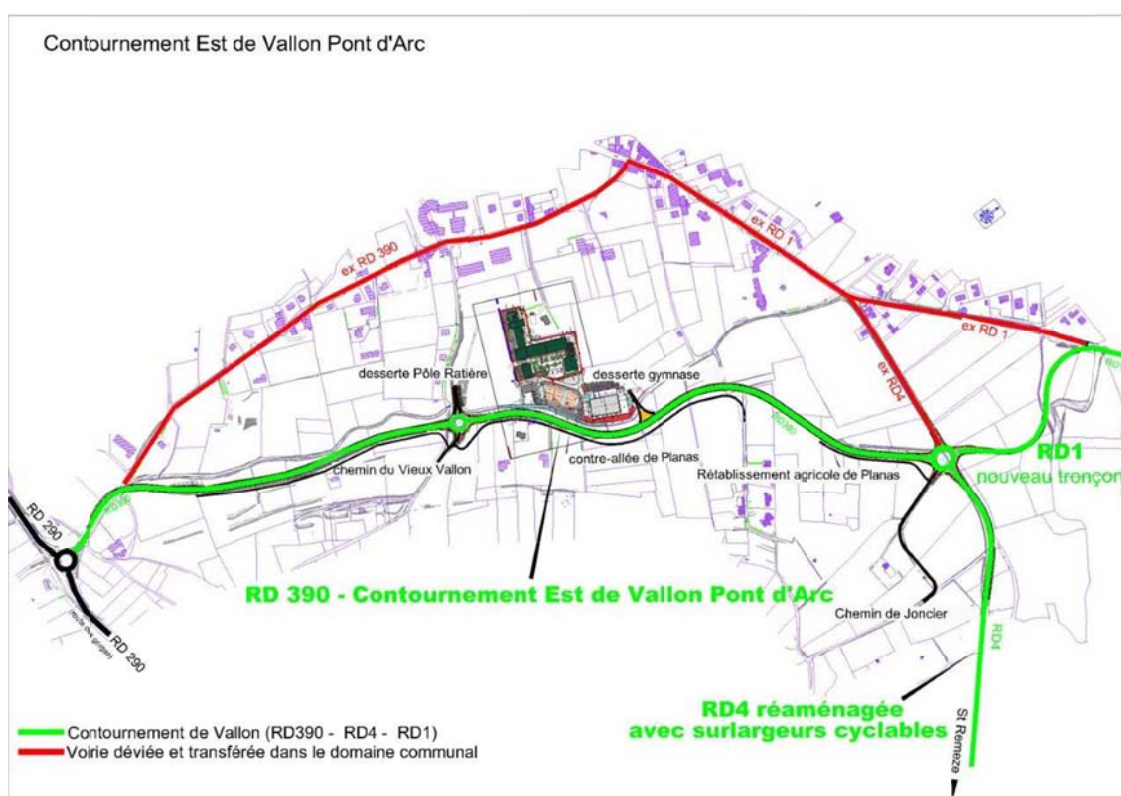 Contournement Est de Vallon Pont d'Arc
ex RD 390
ex RD 1
ex RD 1
ex RD4
desserte Pôle Ratière
desserte gymnase
RD390
RD1
nouveau tronçon
chemin du Vieux Vallon
contre-allée de Planas
Rétablissement agricole de Planas
RD390
RD 290
RD 290
RD 390 - Contournement Est de Vallon Pont d'Arc
Chemin de Joncier
RD4
RD4 réaménagée
avec surlargeurs cyclables
St Remeze
Contournement de Vallon (RD390 - RD4 - RD1)
Voirie déviée et transférée dans le domaine communal